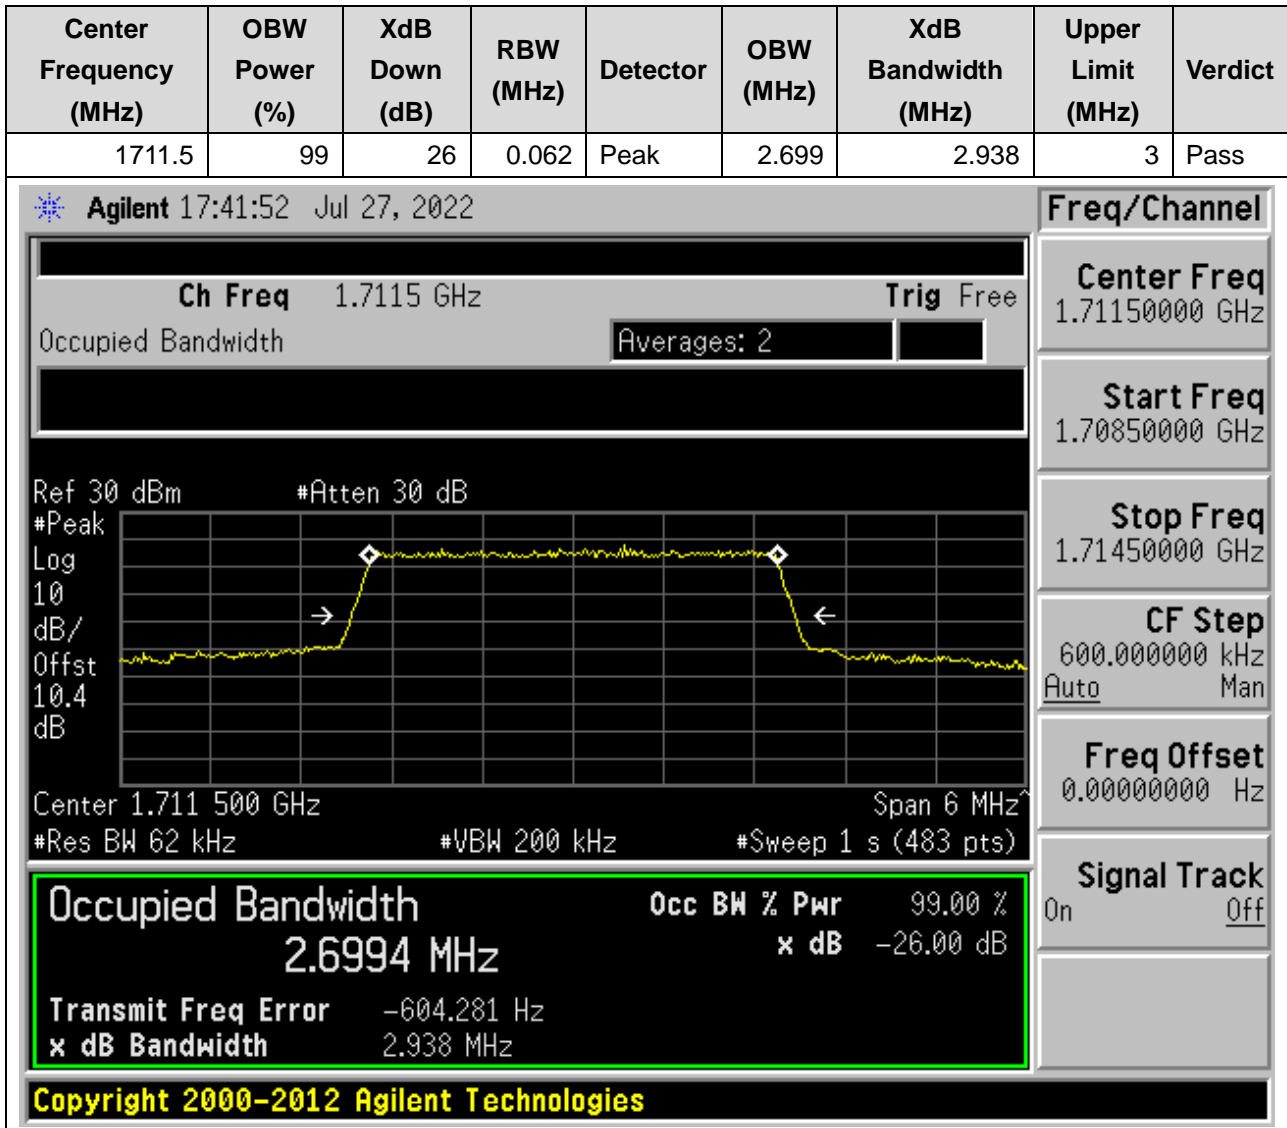 Center Frequency (MHz) OBW Power (%) XdB Down (dB) RBW (MHz) Detector OBW (MHz) XdB Bandwidth (MHz) Upper Limit (MHz) Verdict
1711.5 99 26 0.062 Peak 2.699 2.938 3 Pass
Agilent 17:41:52 Jul 27, 2022
Freq/Channel
Ch Freq 1.7115 GHz Trig Free
Occupied Bandwidth Averages: 2
Ref 30 dBm #Atten 30 dB
#Peak
Log
10
dB/
Offst
10.4
dB
Center 1.711 500 GHz Span 6 MHz^
#Res BW 62 kHz #VBW 200 kHz #Sweep 1 s (483 pts)
Occupied Bandwidth Occ BW % Pwr 99.00 %
2.6994 MHz x dB -26.00 dB
Transmit Freq Error -604.281 Hz
x dB Bandwidth 2.938 MHz
Center Freq
1.71150000 GHz
Start Freq
1.70850000 GHz
Stop Freq
1.71450000 GHz
CF Step
600.000000 kHz
Auto Man
Freq Offset
0.00000000 Hz
Signal Track
On Off
Copyright 2000-2012 Agilent Technologies